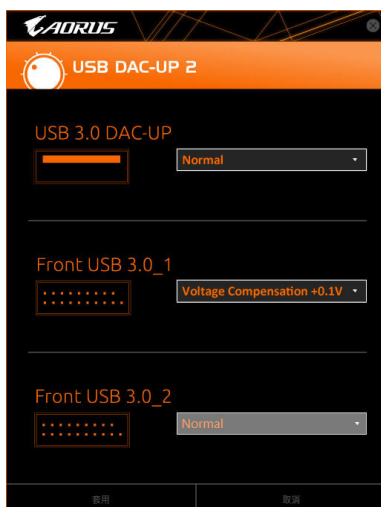 AORUS
USB DAC-UP 2
USB 3.0 DAC-UP
Normal
Front USB 3.0_1
Voltage Compensation +0.1V
Front USB 3.0_2
Normal
套用 取消